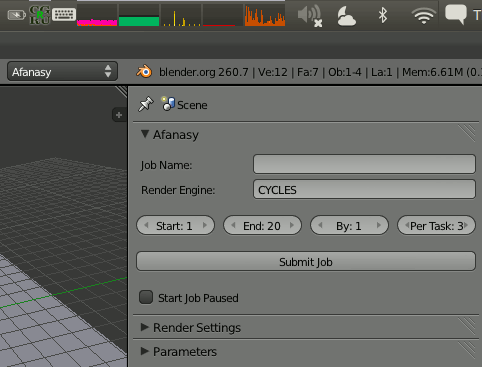 Afanasy
blender.org 260.7 | Ve:12 | Fa:7 | Ob:1-4 | La:1 | Mem:6.61M (0.
Scene
Afanasy
Job Name:
Render Engine: CYCLES
Start: 1 End: 20 By: 1 Per Task: 3
Submit Job
Start Job Paused
Render Settings
Parameters